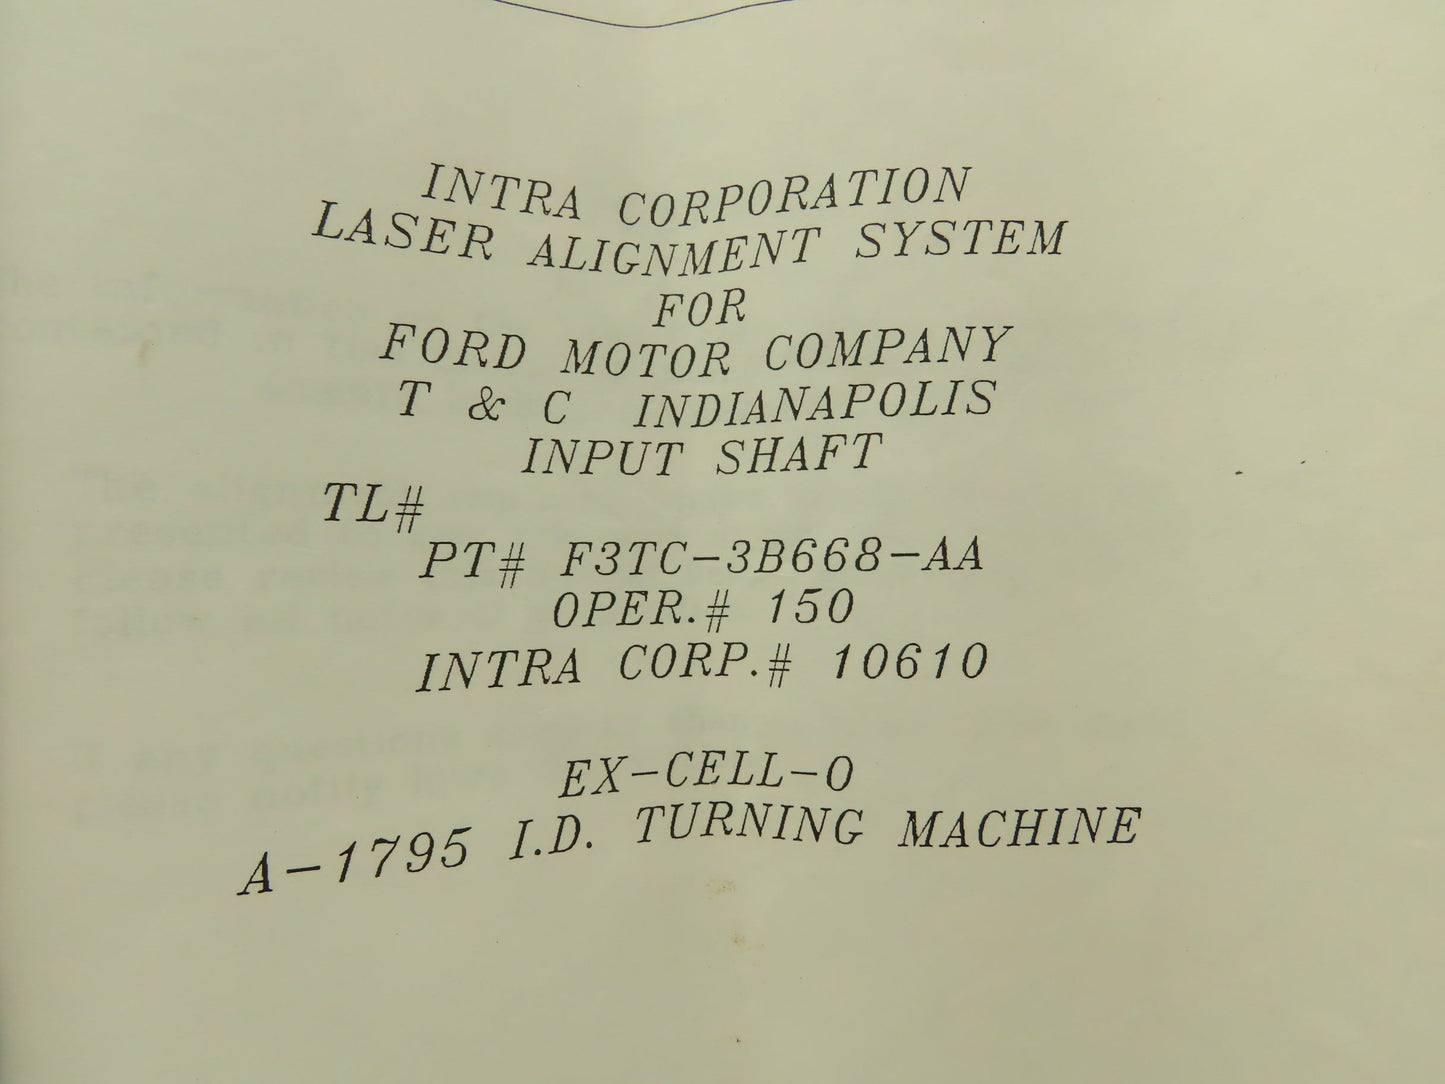 INTRA CORPORATION
LASER ALIGNMENT SYSTEM
FOR
FORD MOTOR COMPANY
T & C INDIANAPOLIS
INPUT SHAFT
TL#
PT# F3TC-3B668-AA
OPER.# 150
INTRA CORP.# 10610
EX-CELL-O
A-1795 I.D. TURNING MACHINE